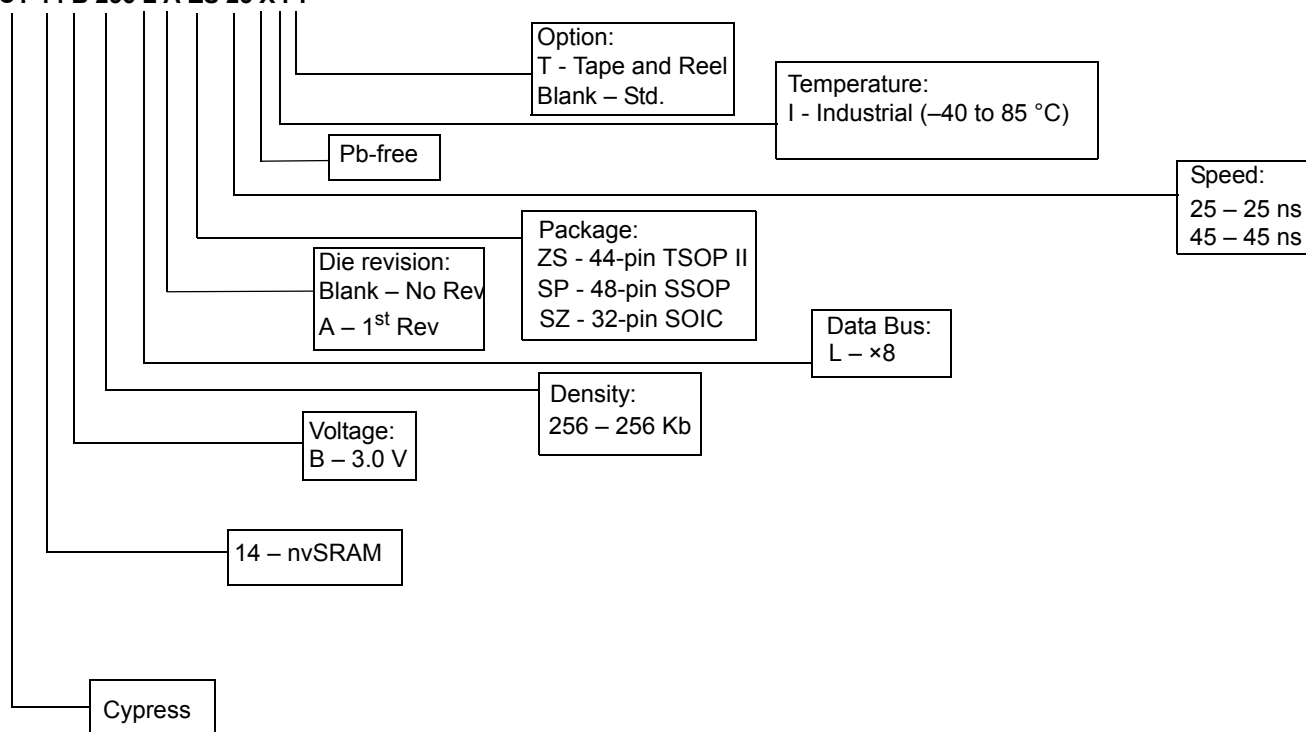 Option:
T - Tape and Reel
Blank – Std.
Temperature:
I - Industrial (–40 to 85 °C)
Pb-free
Speed:
25 – 25 ns
45 – 45 ns
Package:
ZS - 44-pin TSOP II
SP - 48-pin SSOP
SZ - 32-pin SOIC
Die revision:
Blank – No Rev
A – 1st Rev
Data Bus:
L – ×8
Density:
256 – 256 Kb
Voltage:
B – 3.0 V
14 – nvSRAM
Cypress